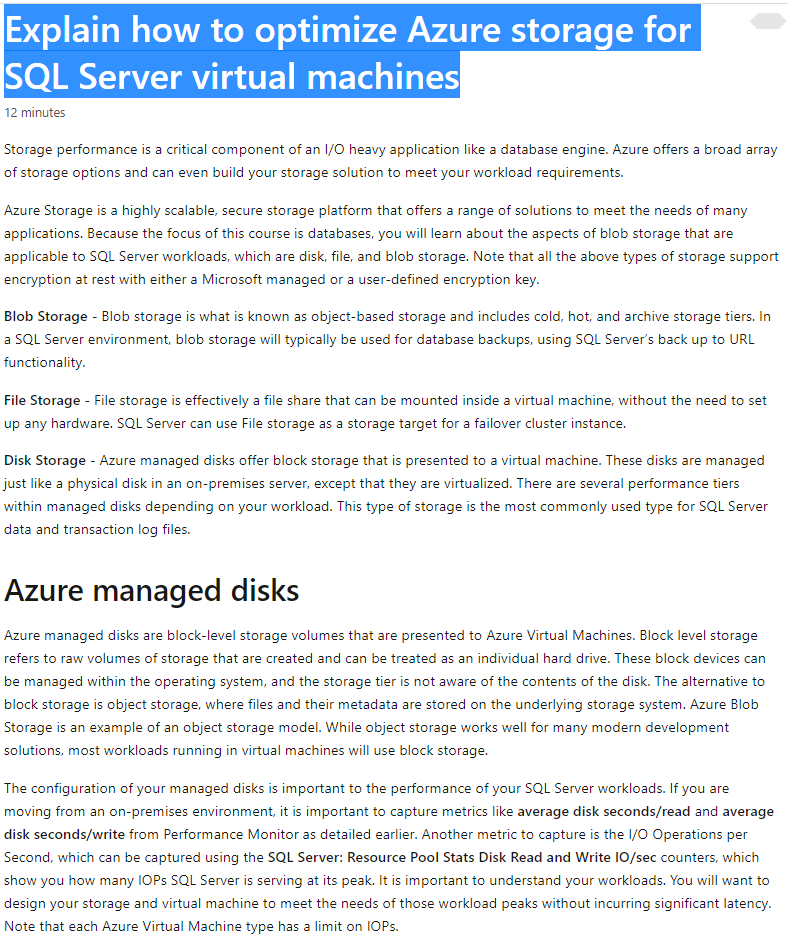 Explain how to optimize Azure storage for
SQL Server virtual machines
12 minutes
Storage performance is a critical component of an I/O heavy application like a database engine. Azure offers a broad array
of storage options and can even build your storage solution to meet your workload requirements.
Azure Storage is a highly scalable, secure storage platform that offers a range of solutions to meet the needs of many
applications. Because the focus of this course is databases, you will learn about the aspects of blob storage that are
applicable to SQL Server workloads, which are disk, file, and blob storage. Note that all the above types of storage support
encryption at rest with either a Microsoft managed or a user-defined encryption key.
Blob Storage - Blob storage is what is known as object-based storage and includes cold, hot, and archive storage tiers. In
a SQL Server environment, blob storage will typically be used for database backups, using SQL Server’s back up to URL
functionality.
File Storage - File storage is effectively a file share that can be mounted inside a virtual machine, without the need to set
up any hardware. SQL Server can use File storage as a storage target for a failover cluster instance.
Disk Storage - Azure managed disks offer block storage that is presented to a virtual machine. These disks are managed
just like a physical disk in an on-premises server, except that they are virtualized. There are several performance tiers
within managed disks depending on your workload. This type of storage is the most commonly used type for SQL Server
data and transaction log files.
Azure managed disks
Azure managed disks are block-level storage volumes that are presented to Azure Virtual Machines. Block level storage
refers to raw volumes of storage that are created and can be treated as an individual hard drive. These block devices can
be managed within the operating system, and the storage tier is not aware of the contents of the disk. The alternative to
block storage is object storage, where files and their metadata are stored on the underlying storage system. Azure Blob
Storage is an example of an object storage model. While object storage works well for many modern development
solutions, most workloads running in virtual machines will use block storage.
The configuration of your managed disks is important to the performance of your SQL Server workloads. If you are
moving from an on-premises environment, it is important to capture metrics like average disk seconds/read and average
disk seconds/write from Performance Monitor as detailed earlier. Another metric to capture is the I/O Operations per
Second, which can be captured using the SQL Server: Resource Pool Stats Disk Read and Write IO/sec counters, which
show you how many IOPs SQL Server is serving at its peak. It is important to understand your workloads. You will want to
design your storage and virtual machine to meet the needs of those workload peaks without incurring significant latency.
Note that each Azure Virtual Machine type has a limit on IOPs.